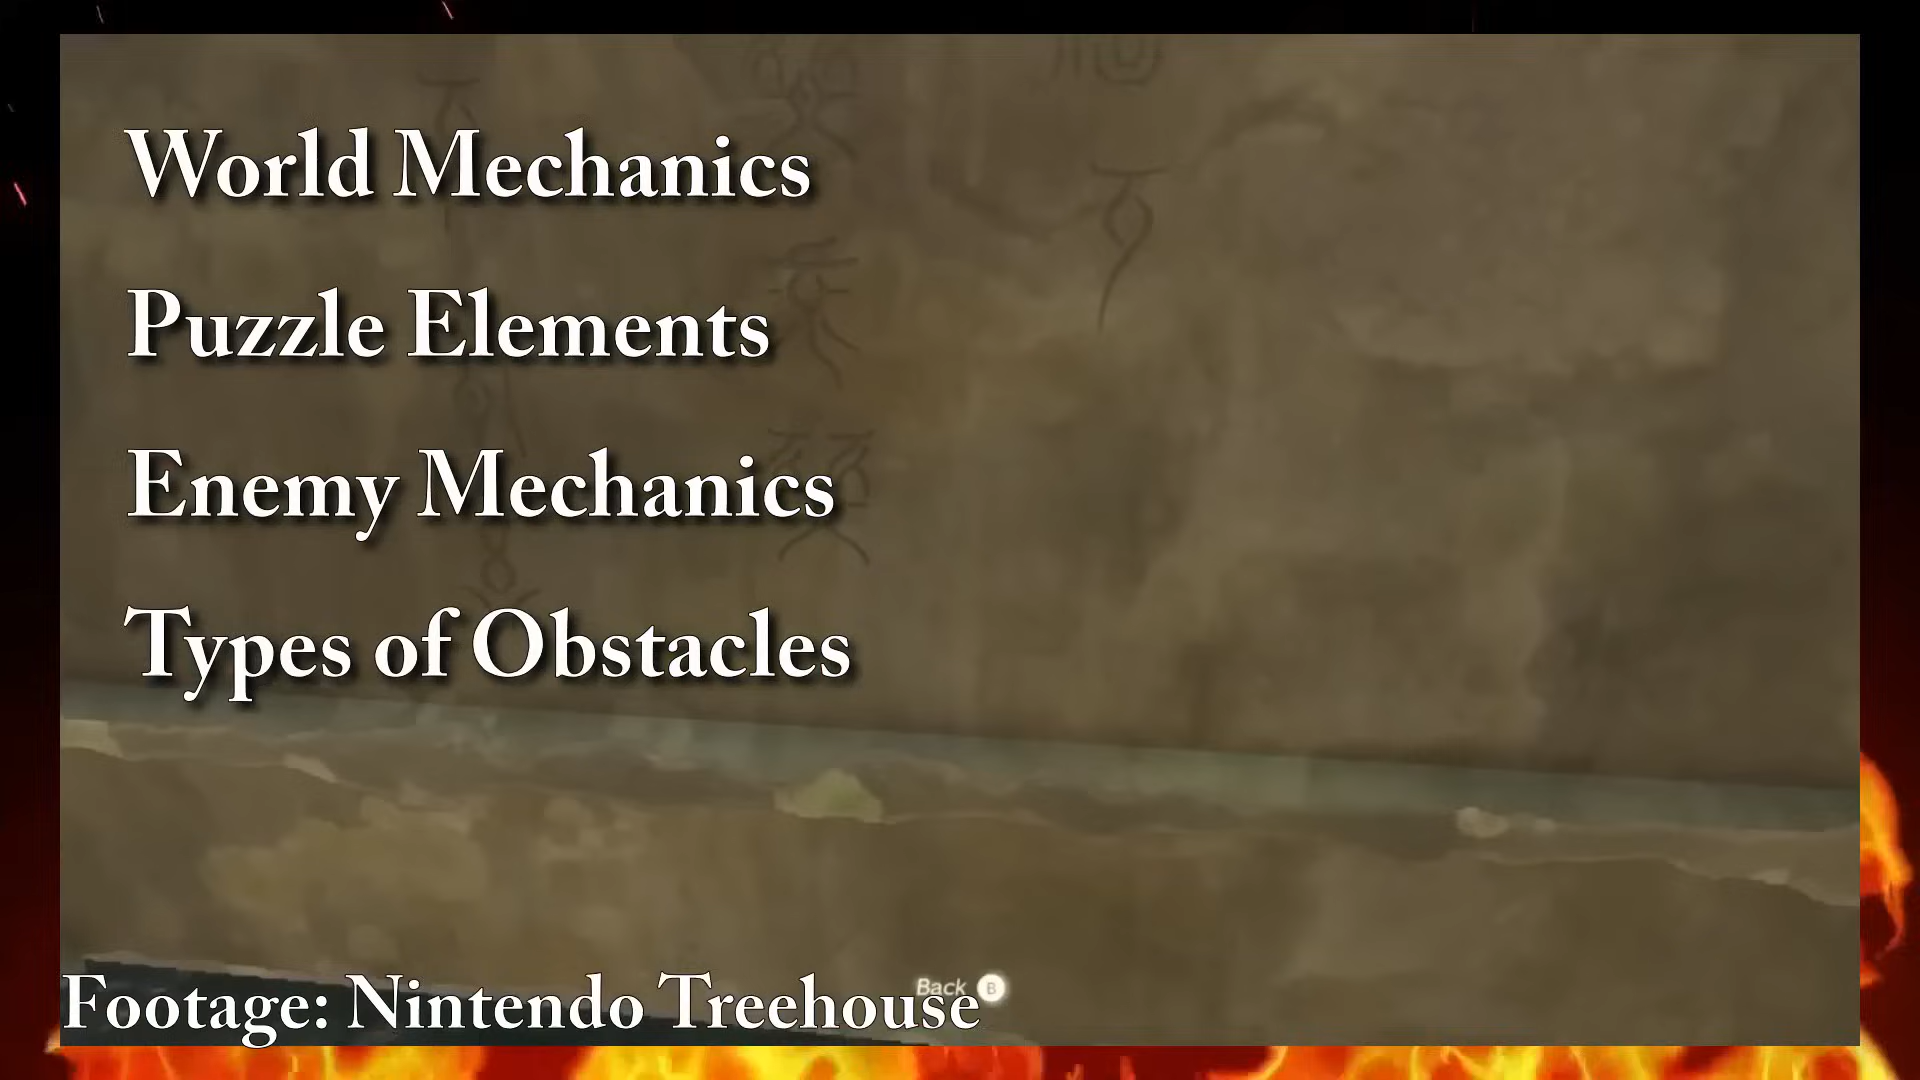 World Mechanics
Puzzle Elements
Enemy Mechanics
Types of Obstacles
Back B
Footage: Nintendo Treehouse